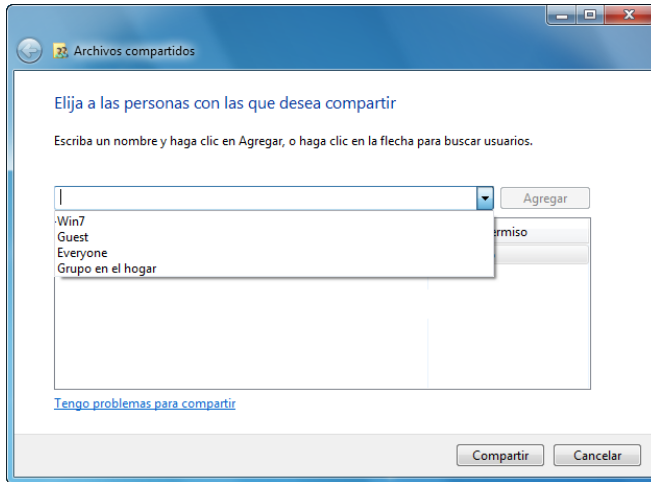 Archivos compartidos
Elija a las personas con las que desea compartir
Escriba un nombre y haga clic en Agregar, o haga clic en la flecha para buscar usuarios.
Agregar
Win7
Guest
Everyone
Grupo en el hogar
ermiso
Tengo problemas para compartir
Compartir
Cancelar